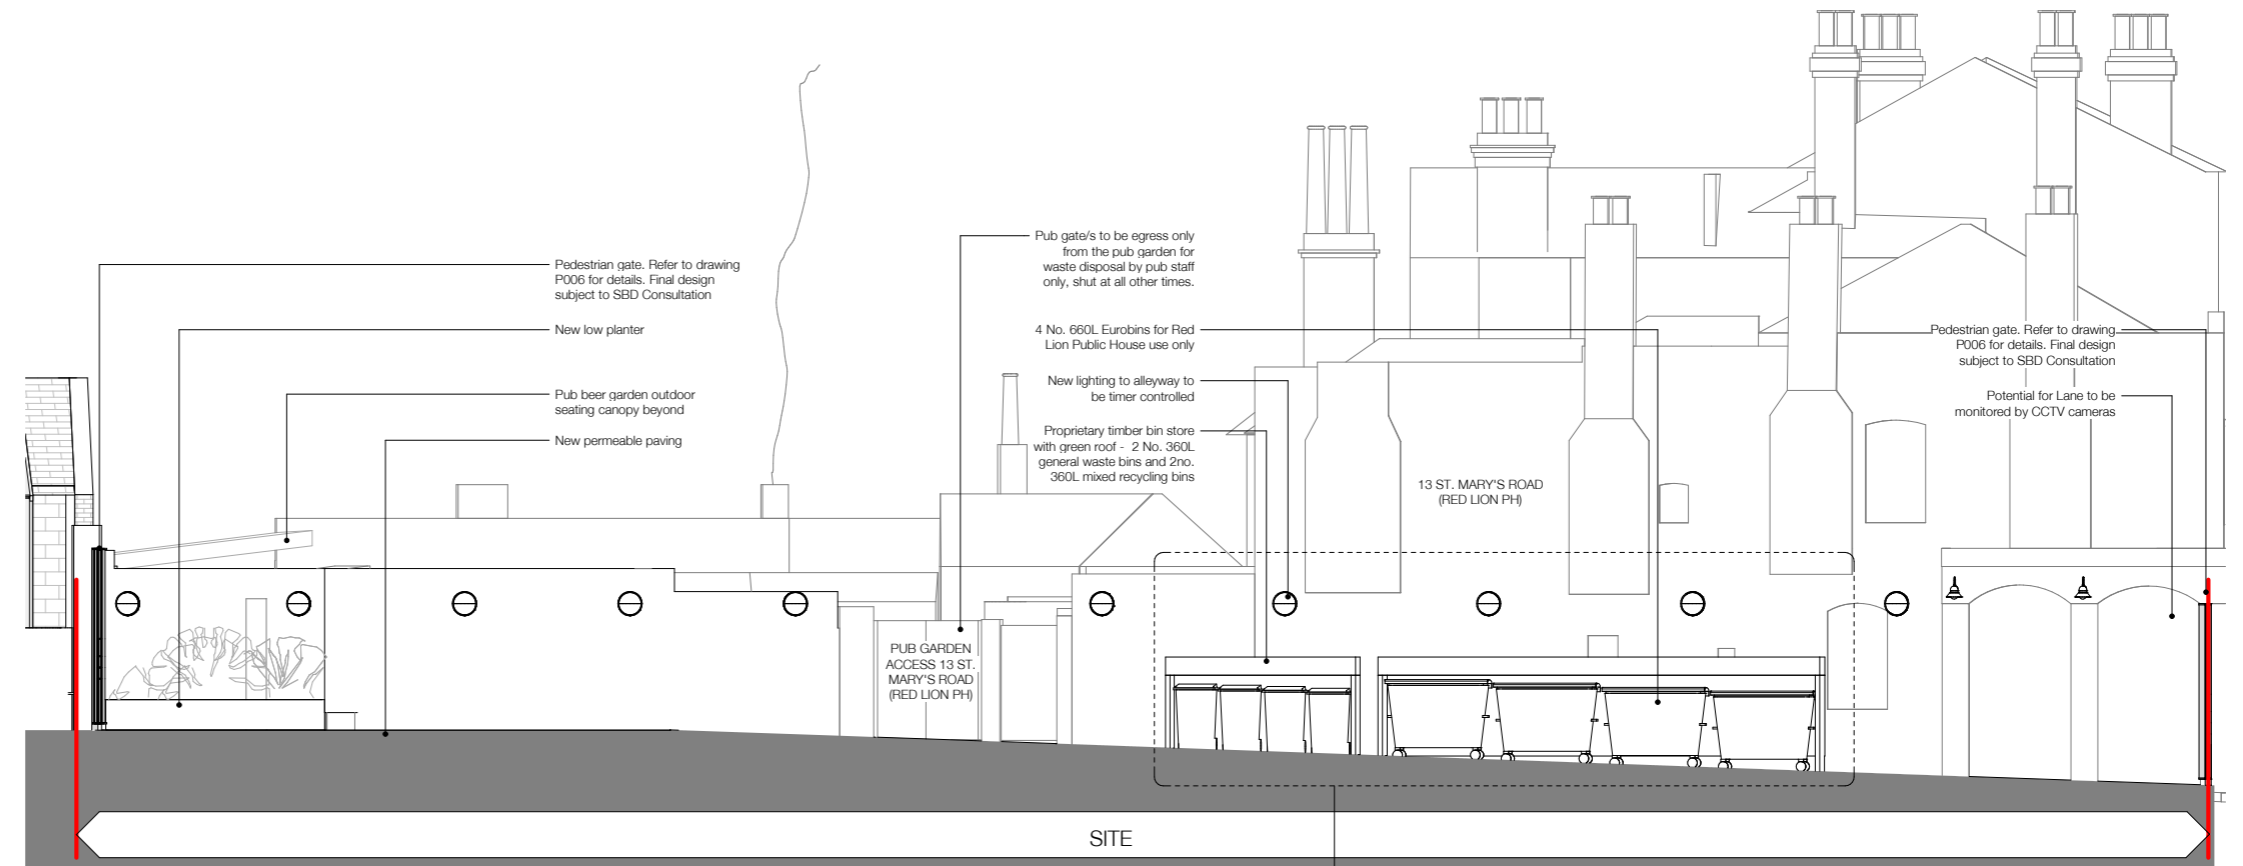 Pedestrian gate. Refer to drawing
P006 for details. Final design
subject to SBD Consultation
New low planter
Pub beer garden outdoor
seating canopy beyond
New permeable paving
Pub gate/s to be egress only
from the pub garden for
waste disposal by pub staff
only, shut at all other times.
4 No. 660L Eurobins for Red
Lion Public House use only
New lighting to alleyway to
be timer controlled
Proprietary timber bin store
with green roof - 2 No. 360L
general waste bins and 2no.
360L mixed recycling bins
13 ST. MARY'S ROAD
(RED LION PH)
Pedestrian gate. Refer to drawing
P006 for details. Final design
subject to SBD Consultation
Potential for Lane to be
monitored by CCTV cameras
PUB GARDEN
ACCESS 13 ST.
MARY'S ROAD
(RED LION PH)
SITE